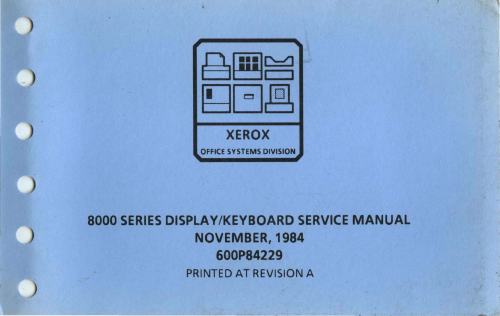 XEROX
OFFICE SYSTEMS DIVISION
8000 SERIES DISPLAY/KEYBOARD SERVICE MANUAL
NOVEMBER, 1984
600P84229
PRINTED AT REVISION A